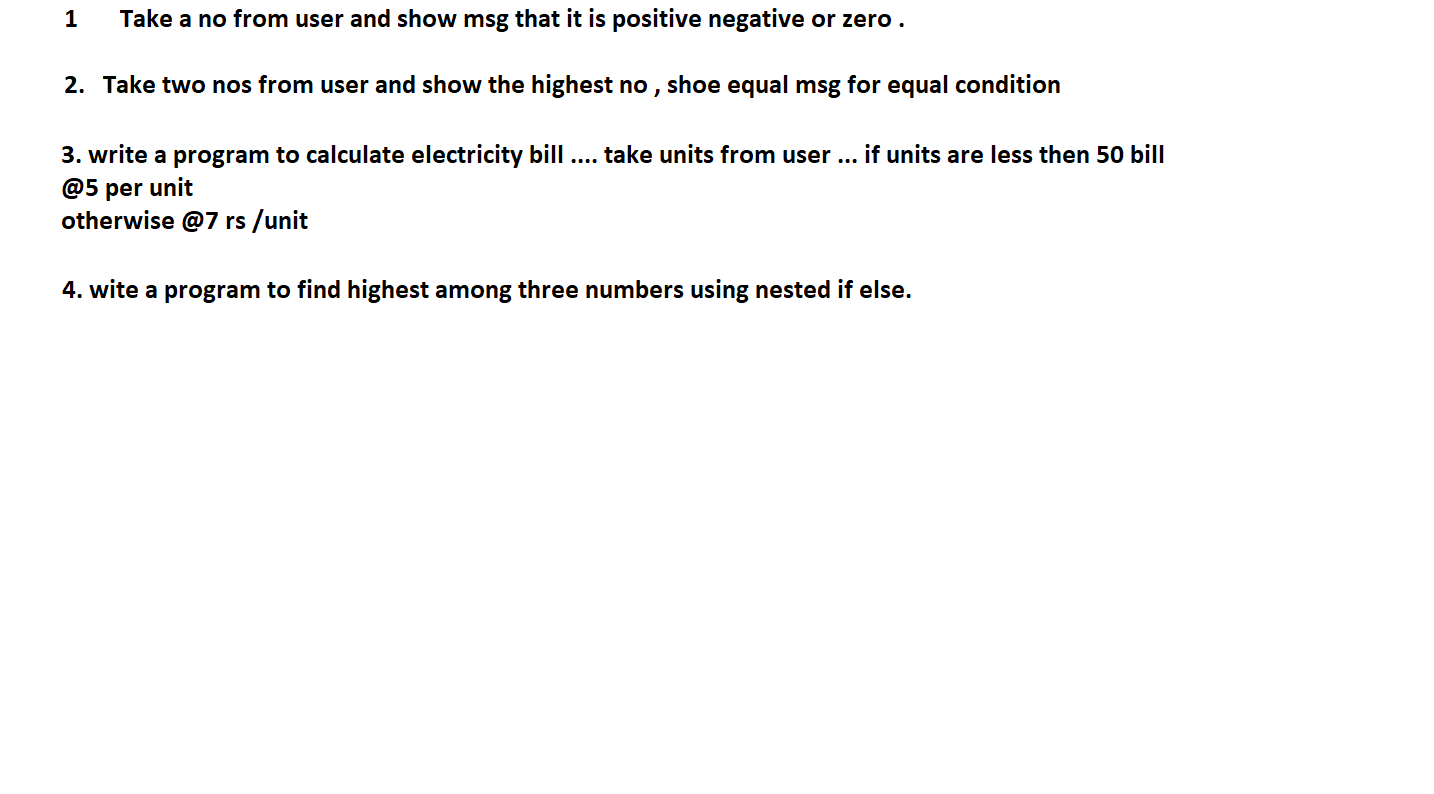 1 Take a no from user and show msg that it is positive negative or zero .
2. Take two nos from user and show the highest no , shoe equal msg for equal condition
3. write a program to calculate electricity bill .... take units from user ... if units are less then 50 bill
@5 per unit
otherwise @7 rs /unit
4. wite a program to find highest among three numbers using nested if else.